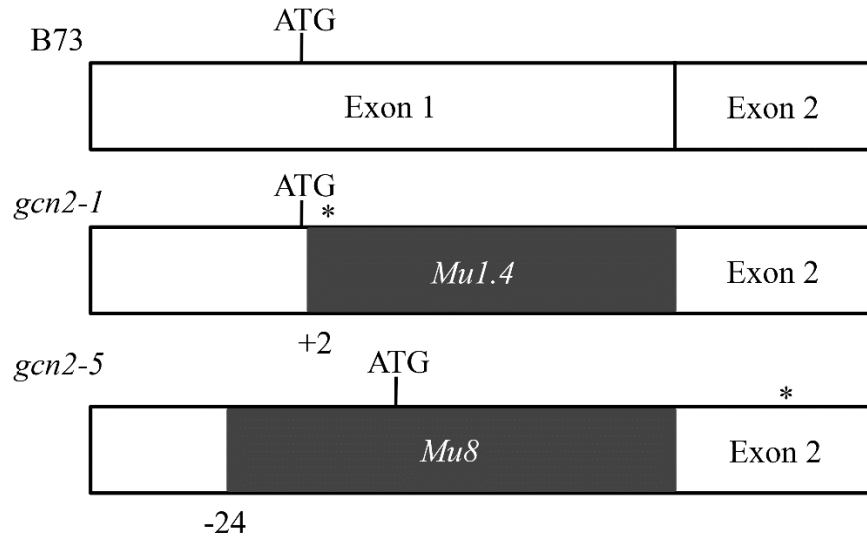 ATG
B73
Exon 1 Exon 2
ATG
gcn2-1 *
Mu1.4 Exon 2
+2
gcn2-5 ATG
*
Mu8 Exon 2
-24